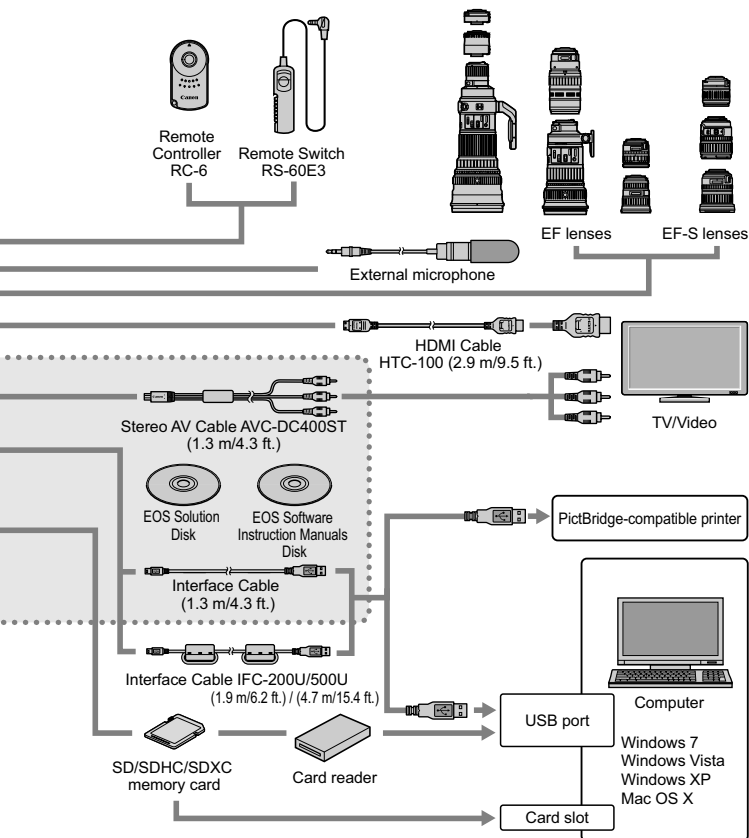 Canon
Remote
Controller
RC-6
Remote Switch
RS-60E3
EF lenses
EF-S lenses
External microphone
HDMI Cable
HTC-100 (2.9 m/9.5 ft.)
TV/Video
Stereo AV Cable AVC-DC400ST
(1.3 m/4.3 ft.)
EOS Solution
Disk
EOS Software
Instruction Manuals
Disk
PictBridge-compatible printer
Interface Cable
(1.3 m/4.3 ft.)
Interface Cable IFC-200U/500U
(1.9 m/6.2 ft.) / (4.7 m/15.4 ft.)
Computer
USB port
Windows 7
Windows Vista
Windows XP
Mac OS X
SD/SDHC/SDXC
memory card
Card reader
Card slot